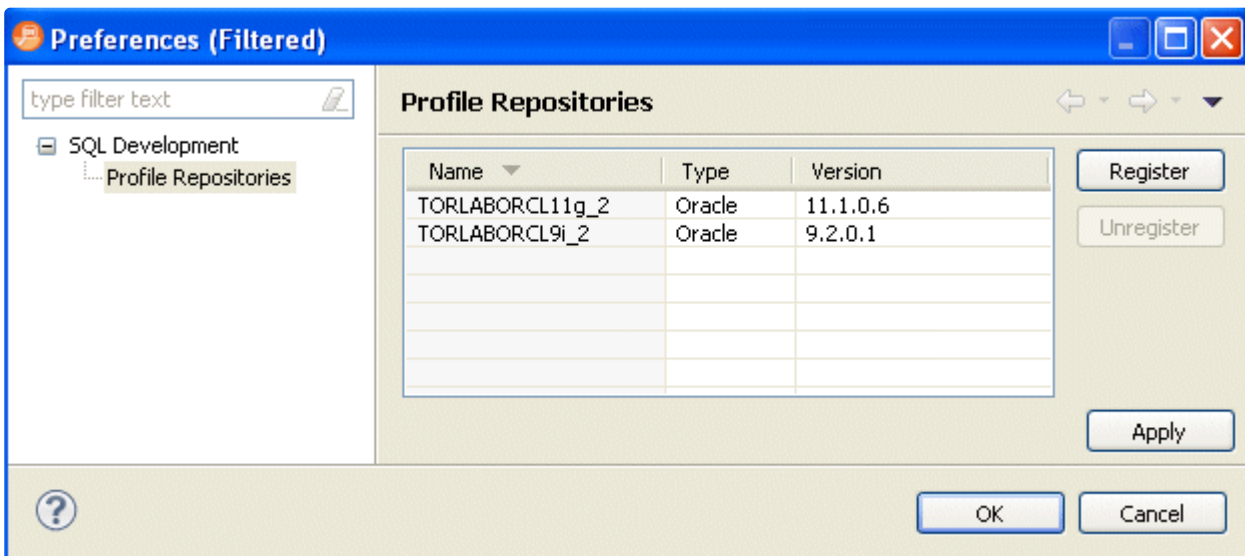 Preferences (Filtered)
type filter text
SQL Development
Profile Repositories
Profile Repositories
Name Type Version
TORLABORCL11g_2 Oracle 11.1.0.6
TORLABORCL9i_2 Oracle 9.2.0.1
Register
Unregister
Apply
?
OK Cancel